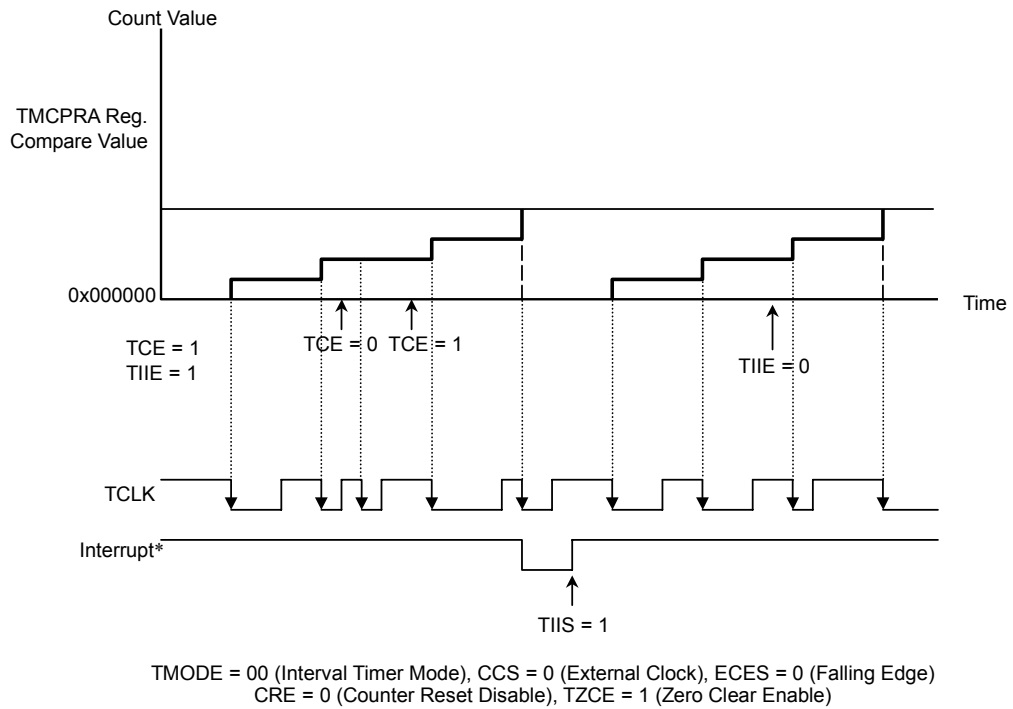 Count Value
TMCPRA Reg.
Compare Value
0x000000
Time
TCE = 1
TIIE = 1
TCE = 0
TCE = 1
TIIE = 0
TCLK
Interrupt*
TIIS = 1
TMODE = 00 (Interval Timer Mode), CCS = 0 (External Clock), ECES = 0 (Falling Edge)
CRE = 0 (Counter Reset Disable), TZCE = 1 (Zero Clear Enable)